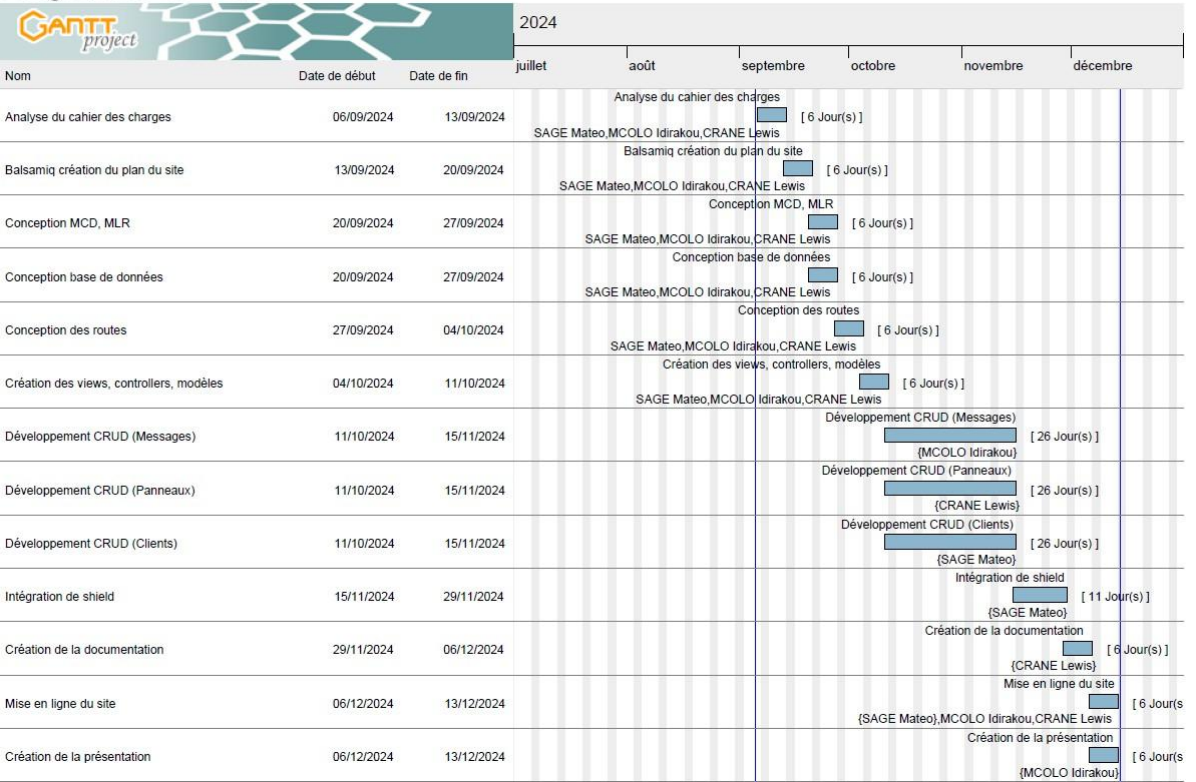 GANTT
project
2024
juillet août septembre octobre novembre décembre
Nom Date de début Date de fin
Analyse du cahier des charges
Analyse du cahier des charges 06/09/2024 13/09/2024 [ 6 Jour(s) ]
SAGE Mateo,MCOLO Idirakou,CRANE Lewis
Balsamiq création du plan du site
Balsamiq création du plan du site 13/09/2024 20/09/2024 [ 6 Jour(s) ]
SAGE Mateo,MCOLO Idirakou,CRANE Lewis
Conception MCD, MLR
Conception MCD, MLR 20/09/2024 27/09/2024 [ 6 Jour(s) ]
SAGE Mateo,MCOLO Idirakou,CRANE Lewis
Conception base de données
Conception base de données 20/09/2024 27/09/2024 [ 6 Jour(s) ]
SAGE Mateo,MCOLO Idirakou,CRANE Lewis
Conception des routes
Conception des routes 27/09/2024 04/10/2024 [ 6 Jour(s) ]
SAGE Mateo,MCOLO Idirakou,CRANE Lewis
Création des views, controllers, modèles
Création des views, controllers, modèles 04/10/2024 11/10/2024 [ 6 Jour(s) ]
SAGE Mateo,MCOLO Idirakou,CRANE Lewis
Développement CRUD (Messages)
Développement CRUD (Messages) 11/10/2024 15/11/2024 [ 26 Jour(s) ]
{MCOLO Idirakou}
Développement CRUD (Panneaux)
Développement CRUD (Panneaux) 11/10/2024 15/11/2024 [ 26 Jour(s) ]
{CRANE Lewis}
Développement CRUD (Clients)
Développement CRUD (Clients) 11/10/2024 15/11/2024 [ 26 Jour(s) ]
{SAGE Mateo}
Intégration de shield
Intégration de shield 15/11/2024 29/11/2024 [ 11 Jour(s) ]
{SAGE Mateo}
Création de la documentation
Création de la documentation 29/11/2024 06/12/2024 [ 6 Jour(s) ]
{CRANE Lewis}
Mise en ligne du site
Mise en ligne du site 06/12/2024 13/12/2024 [ 6 Jour(s
{SAGE Mateo},MCOLO Idirakou,CRANE Lewis
Création de la présentation
Création de la présentation 06/12/2024 13/12/2024 [ 6 Jour(s
{MCOLO Idirakou}